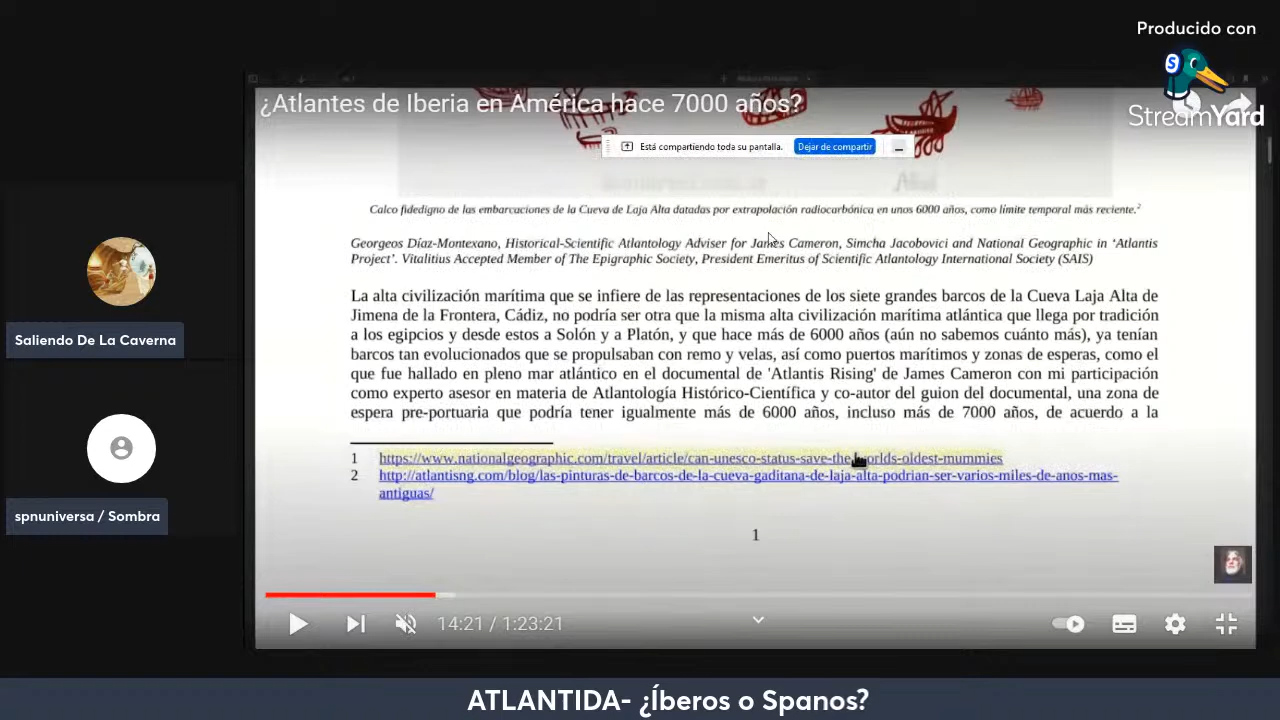 Producido con
StreamYard
¿Atlantes de Iberia en América hace 7000 años?
Está compartiendo toda su pantalla.
Dejar de compartir
Calco fidedigno de las embarcaciones de la Cueva de Laja Alta datadas por extrapolación radiocarbónica en unos 6000 años, como límite temporal más reciente.2
Georgeos Díaz-Montexano, Historical-Scientific Atlantology Adviser for James Cameron, Simcha Jacobovici and National Geographic in ‘Atlantis
Project’. Vitalitius Accepted Member of The Epigraphic Society, President Emeritus of Scientific Atlantology International Society (SAIS)
La alta civilización marítima que se infiere de las representaciones de los siete grandes barcos de la Cueva Laja Alta de
Jimena de la Frontera, Cádiz, no podría ser otra que la misma alta civilización marítima atlántica que llega por tradición
a los egipcios y desde estos a Solón y a Platón, y que hace más de 6000 años (aún no sabemos cuánto más), ya tenían
barcos tan evolucionados que se propulsaban con remo y velas, así como puertos marítimos y zonas de esperas, como el
que fue hallado en pleno mar atlántico en el documental de 'Atlantis Rising' de James Cameron con mi participación
como experto asesor en materia de Atlantología Histórico-Científica y co-autor del guion del documental, una zona de
espera pre-portuaria que podría tener igualmente más de 6000 años, incluso más de 7000 años, de acuerdo a la
1 https://www.nationalgeographic.com/travel/article/can-unesco-status-save-the-worlds-oldest-mummies
2 http://atlantisng.com/blog/las-pinturas-de-barcos-de-la-cueva-gaditana-de-laja-alta-podrian-ser-varios-miles-de-anos-mas-
antiguas/
1
14:21 / 1:23:21
Saliendo De La Caverna
spnuniversa / Sombra
ATLANTIDA- ¿Íberos o Spanos?